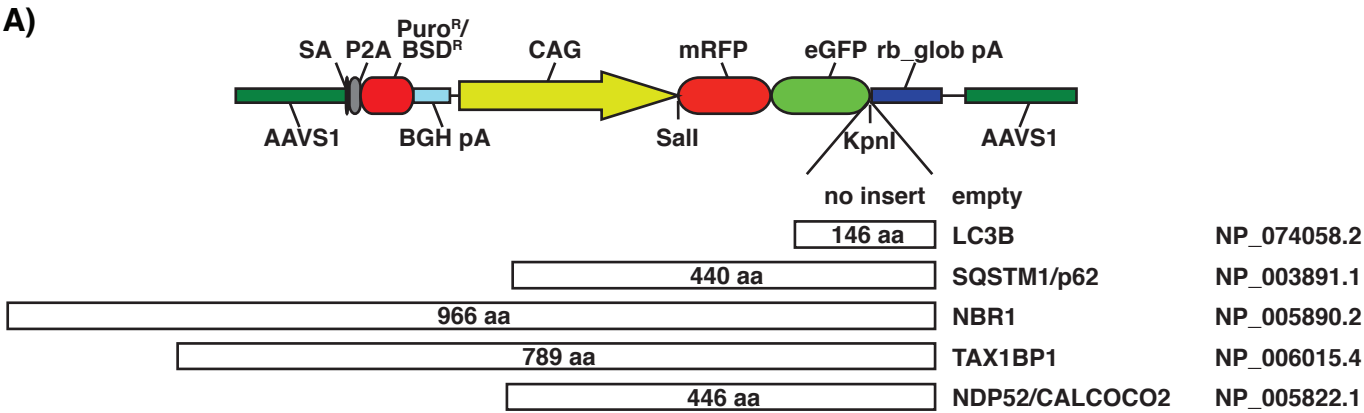 A)
Puroᴿ/
SA P2A BSDᴿ CAG mRFP eGFP rb_glob pA
AAVS1 BGH pA SalI KpnI AAVS1
no insert empty
146 aa LC3B NP_074058.2
440 aa SQSTM1/p62 NP_003891.1
966 aa NBR1 NP_005890.2
789 aa TAX1BP1 NP_006015.4
446 aa NDP52/CALCOCO2 NP_005822.1